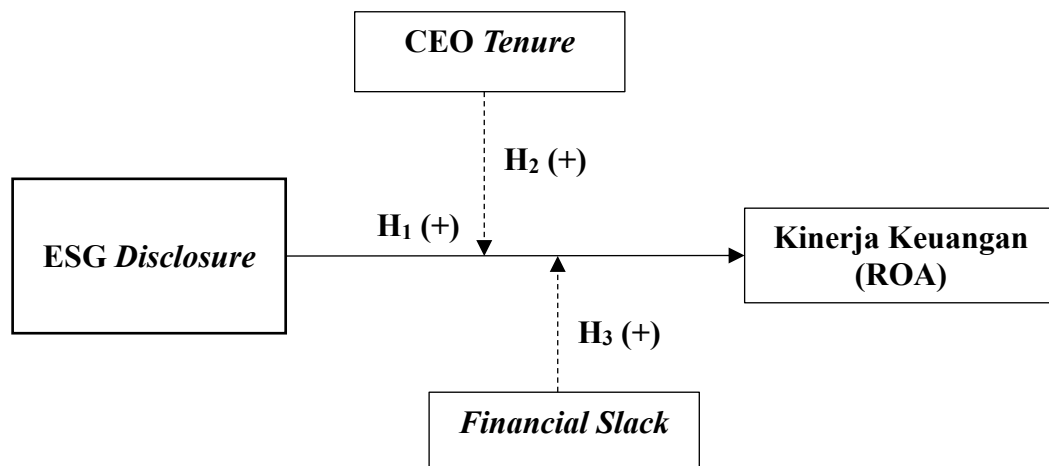 CEO Tenure
H₂ (+)
H₁ (+)
ESG Disclosure
Kinerja Keuangan
(ROA)
H₃ (+)
Financial Slack